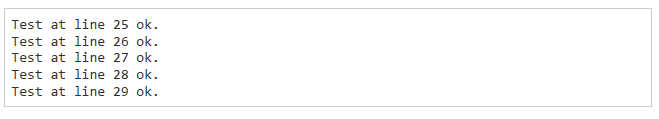 Test at line 25 ok.
Test at line 26 ok.
Test at line 27 ok.
Test at line 28 ok.
Test at line 29 ok.